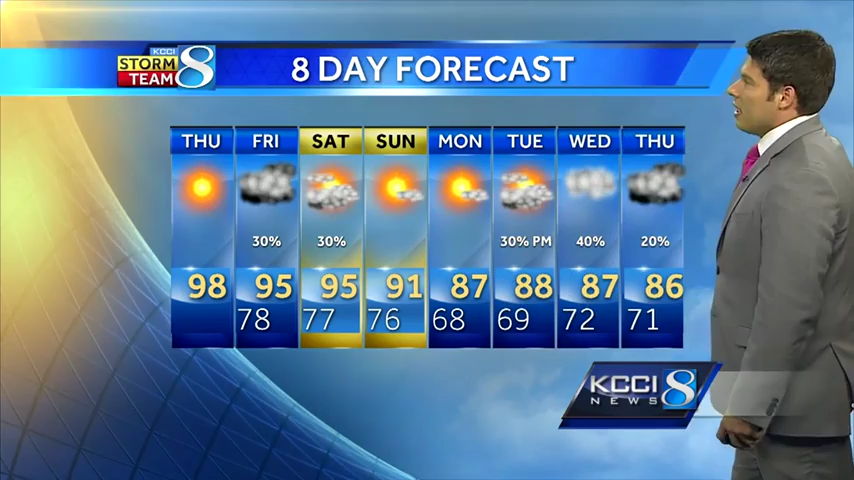 KCCI
STORM
TEAM 8
8 DAY FORECAST
THU FRI SAT SUN MON TUE WED THU
30% 30% 30% PM 40% 20%
98 95 95 91 87 88 87 86
78 77 76 68 69 72 71
KCCI 8
NEWS